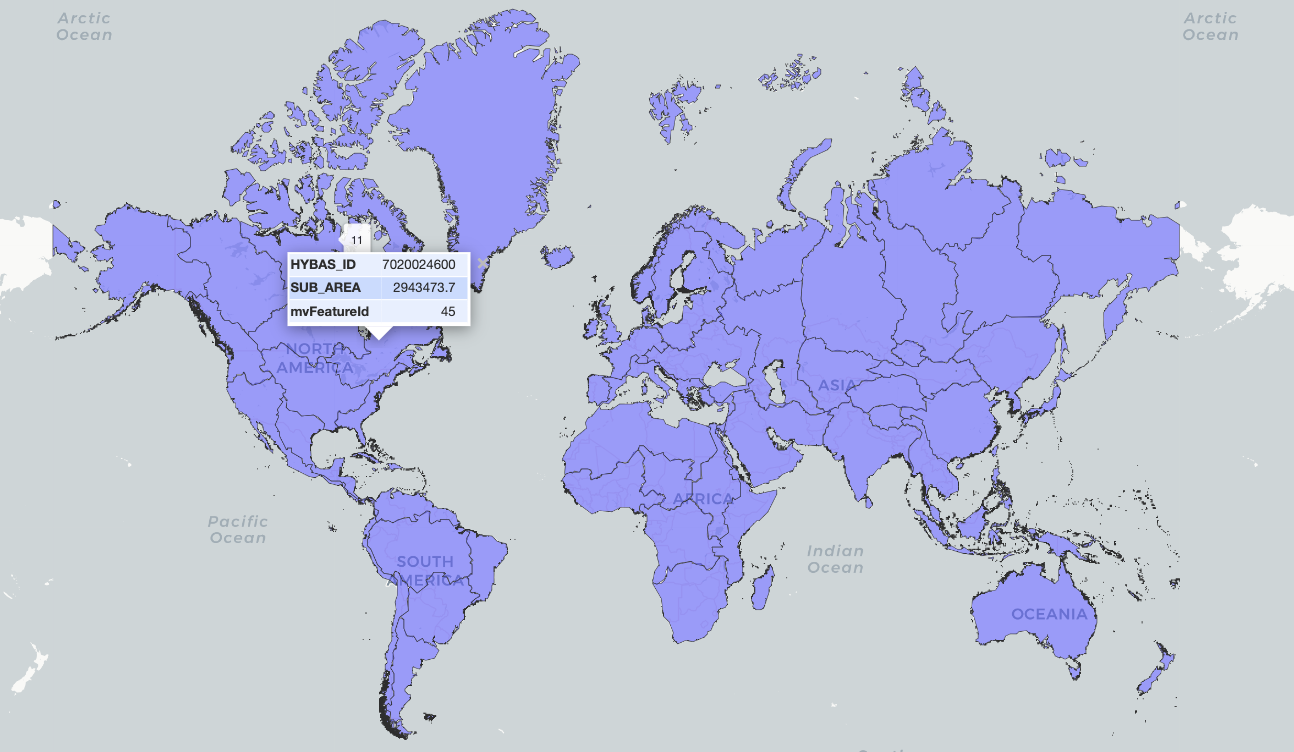 Arctic
Ocean
Arctic
Ocean
11
HYBAS_ID 7020024600
SUB_AREA 2943473.7
mvFeatureId 45
NORTH
AMERICA
ASIA
AFRICA
Pacific
Ocean
Indian
Ocean
SOUTH
AMERICA
OCEANIA